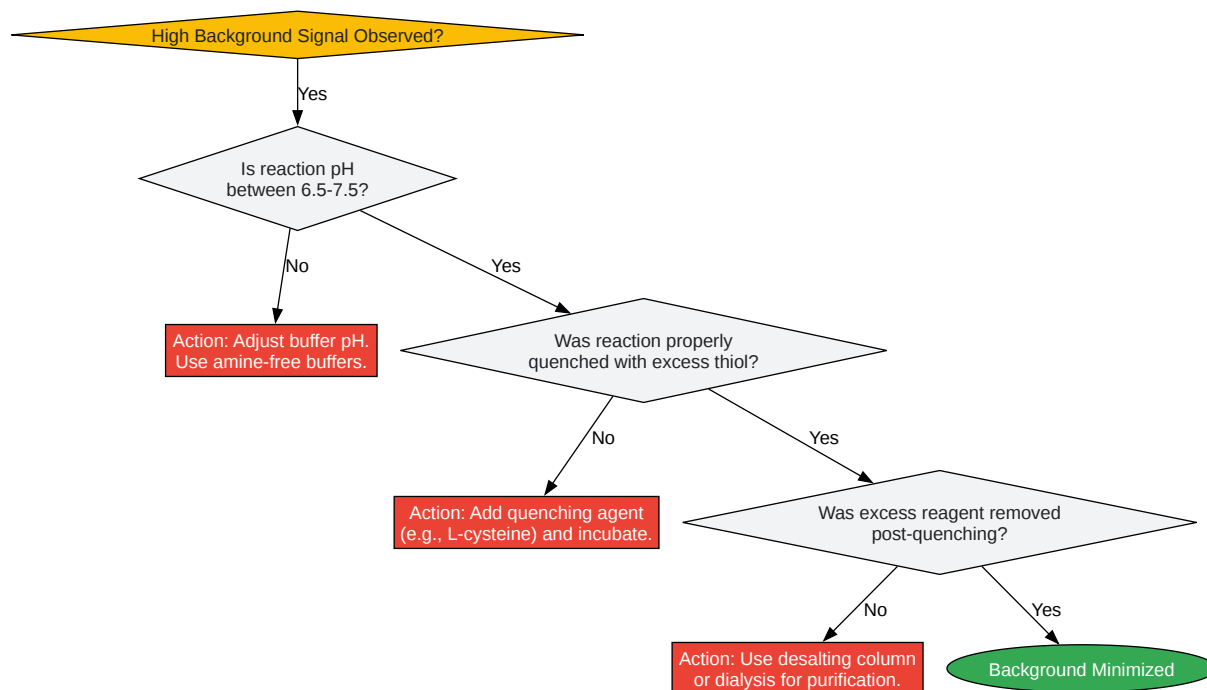 High Background Signal Observed?
Yes
Is reaction pH
between 6.5-7.5?
No
Yes
Action: Adjust buffer pH.
Use amine-free buffers.
Was reaction properly
quenched with excess thiol?
No
Yes
Action: Add quenching agent
(e.g., L-cysteine) and incubate.
Was excess reagent removed
post-quenching?
No
Yes
Action: Use desalting column
or dialysis for purification.
Background Minimized